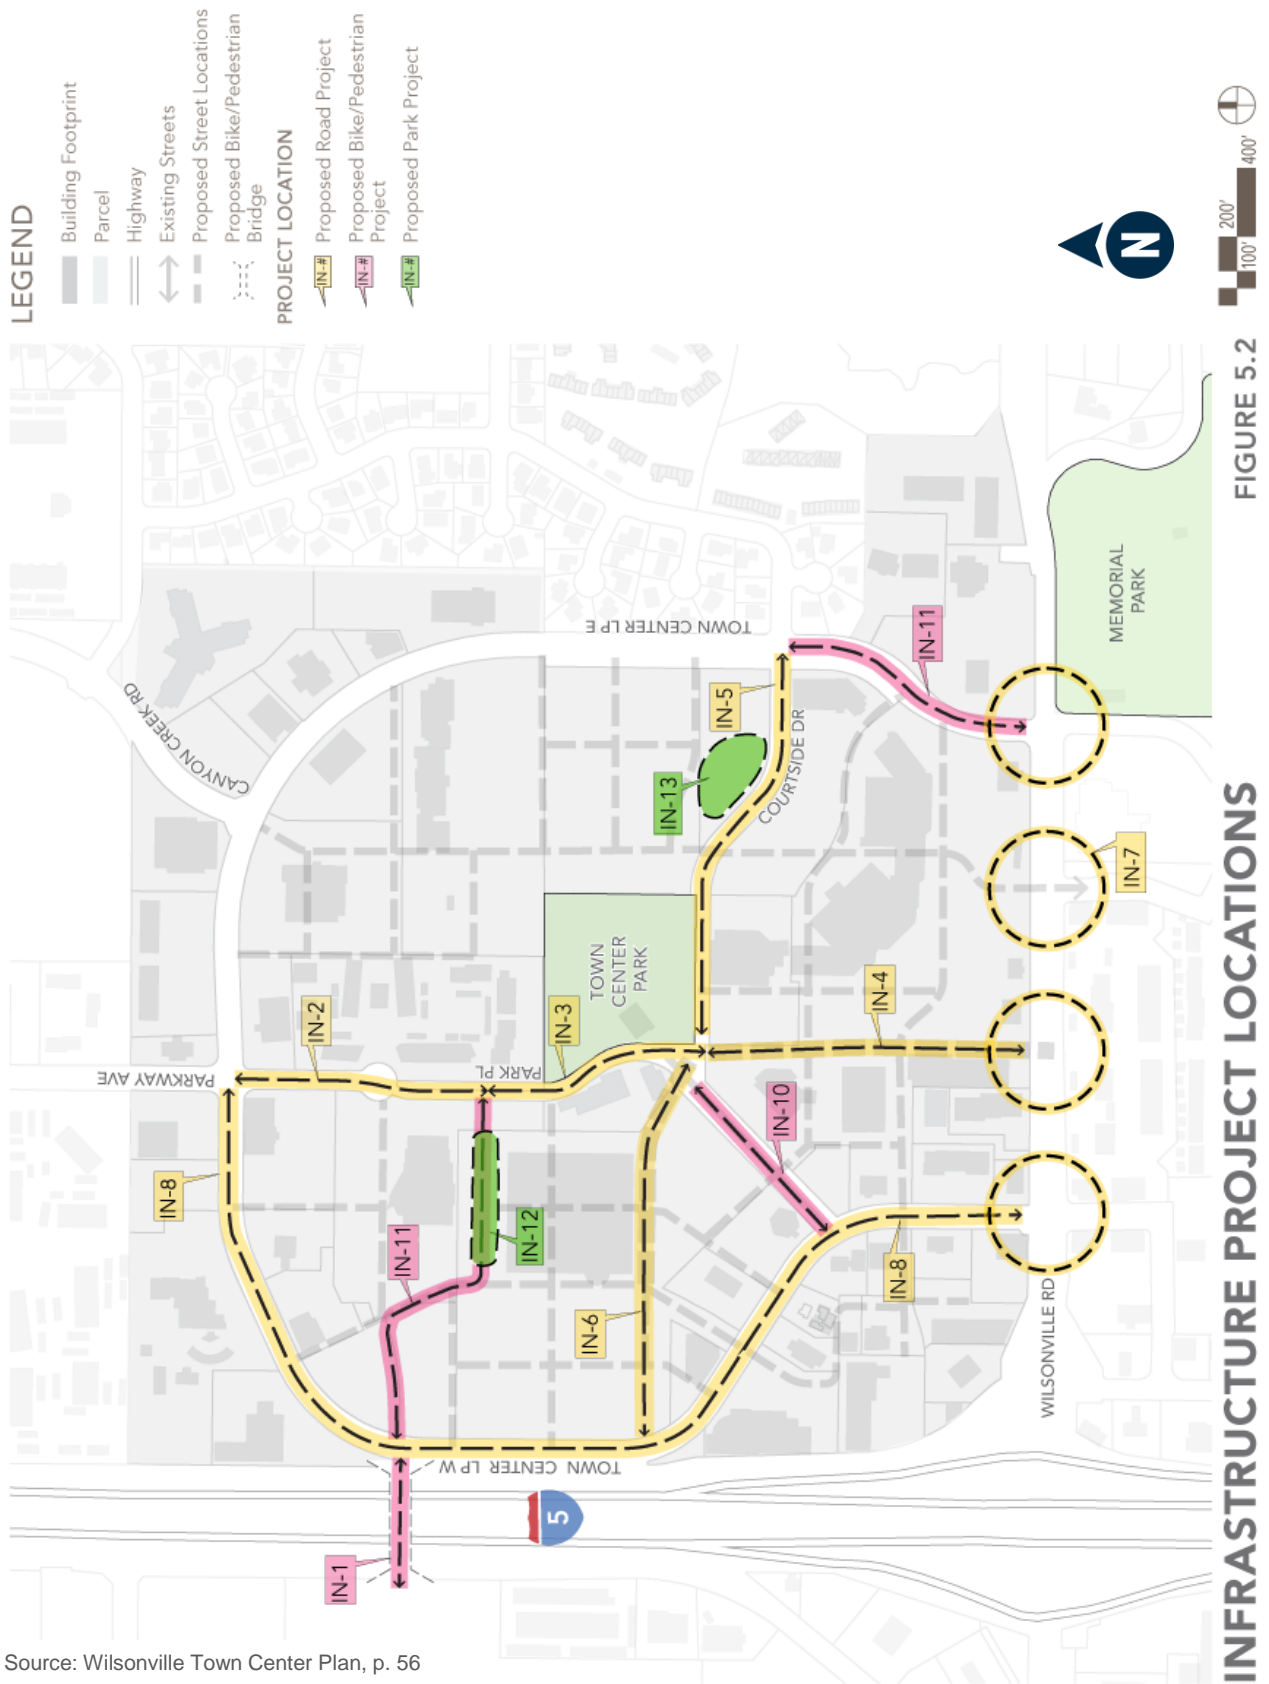 LEGEND
Building Footprint
Parcel
Highway
Existing Streets
Proposed Street Locations
Proposed Bike/Pedestrian
Bridge
PROJECT LOCATION
IN-# Proposed Road Project
IN-# Proposed Bike/Pedestrian
Project
IN-# Proposed Park Project
PARKWAY AVE
CANYON CREEK RD
IN-8
IN-2
IN-11
IN-1
PARK PL
TOWN CENTER LP E
TOWN CENTER LP W
IN-12
IN-3
TOWN
CENTER
PARK
IN-13
IN-5
COURTSIDE DR
IN-6
5
IN-10
IN-4
IN-11
IN-8
WILSONVILLE RD
IN-7
MEMORIAL
PARK
N
100'
200'
400'
INFRASTRUCTURE PROJECT LOCATIONS
FIGURE 5.2
Source: Wilsonville Town Center Plan, p. 56